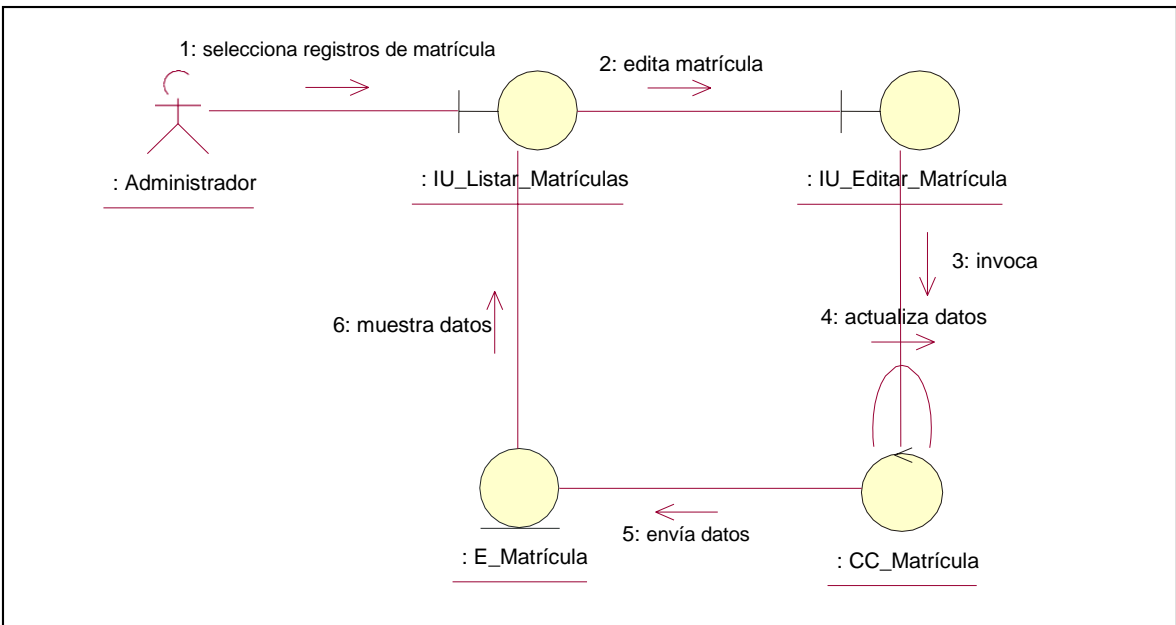 1: selecciona registros de matrícula
2: edita matrícula
: Administrador
: IU_Listar_Matrículas
: IU_Editar_Matrícula
3: invoca
4: actualiza datos
6: muestra datos
5: envía datos
: E_Matrícula
: CC_Matrícula